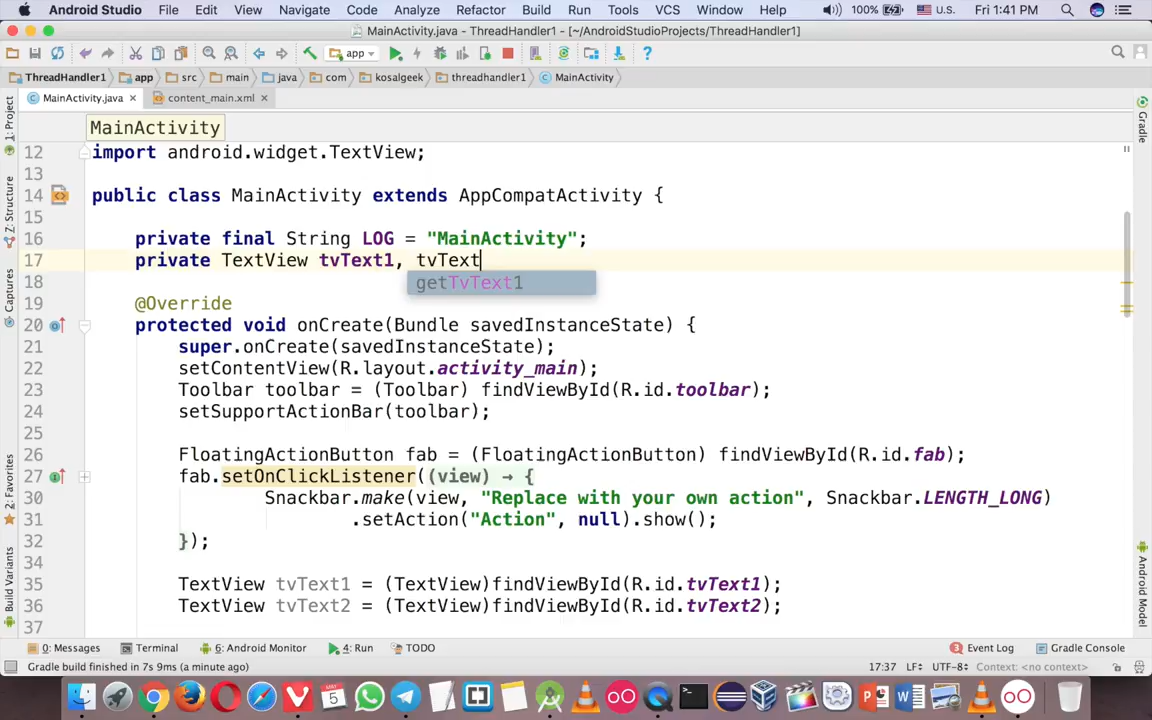 Android Studio File Edit View Navigate Code Analyze Refactor Build Run Tools VCS Window Help 100% U.S. Fri 1:41 PM
MainActivity.java - ThreadHandler1 - [~/AndroidStudioProjects/ThreadHandler1]
app
ThreadHandler1 app src main java com kosalgeek threadhandler1 MainActivity
MainActivity.java content_main.xml
MainActivity
12 import android.widget.TextView;
13
14 public class MainActivity extends AppCompatActivity {
15
16 private final String LOG = "MainActivity";
17 private TextView tvText1, tvText
getTvText1
18
19 @Override
20 protected void onCreate(Bundle savedInstanceState) {
21 super.onCreate(savedInstanceState);
22 setContentView(R.layout.activity_main);
23 Toolbar toolbar = (Toolbar) findViewById(R.id.toolbar);
24 setSupportActionBar(toolbar);
25
26 FloatingActionButton fab = (FloatingActionButton) findViewById(R.id.fab);
27 fab.setOnClickListener((view) → {
30 Snackbar.make(view, "Replace with your own action", Snackbar.LENGTH_LONG)
31 .setAction("Action", null).show();
32 });
34
35 TextView tvText1 = (TextView)findViewById(R.id.tvText1);
36 TextView tvText2 = (TextView)findViewById(R.id.tvText2);
37
1: Project
Z: Structure
Captures
2: Favorites
Build Variants
Gradle
Android Model
0: Messages Terminal 6: Android Monitor 4: Run TODO 3 Event Log Gradle Console
Gradle build finished in 7s 9ms (a minute ago) 17:37 LF UTF-8 Context: <no context>